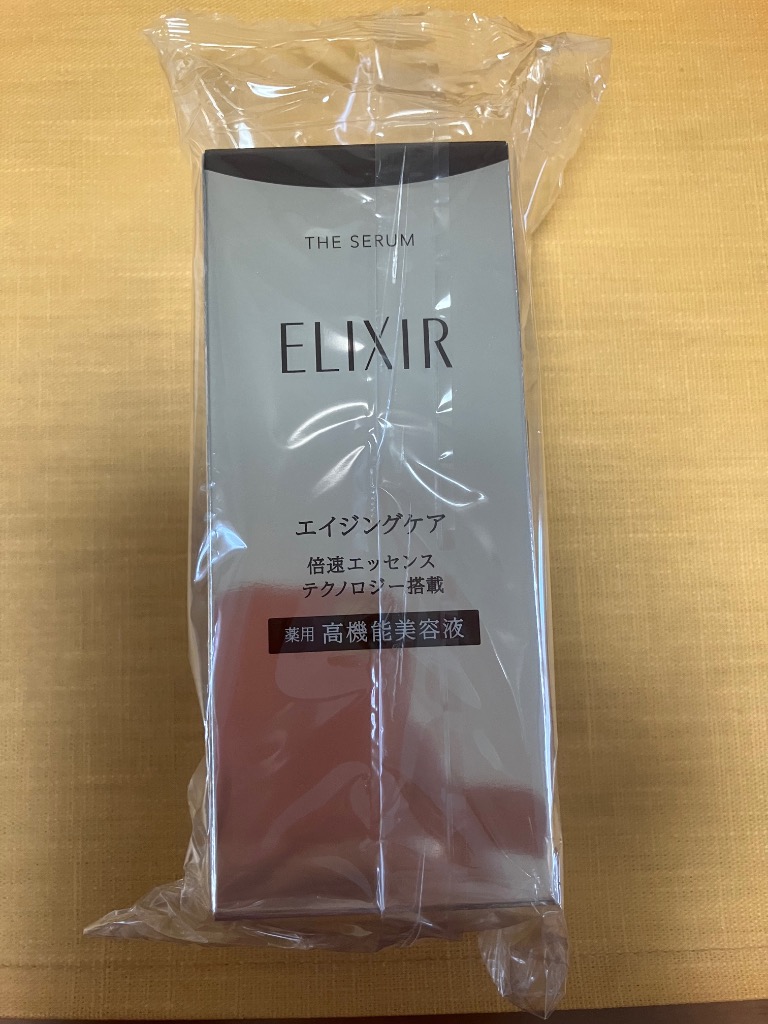 THE SERUM
ELIXIR
エイジングケア
倍速エッセンス
テクノロジー搭載
薬用 高機能美容液